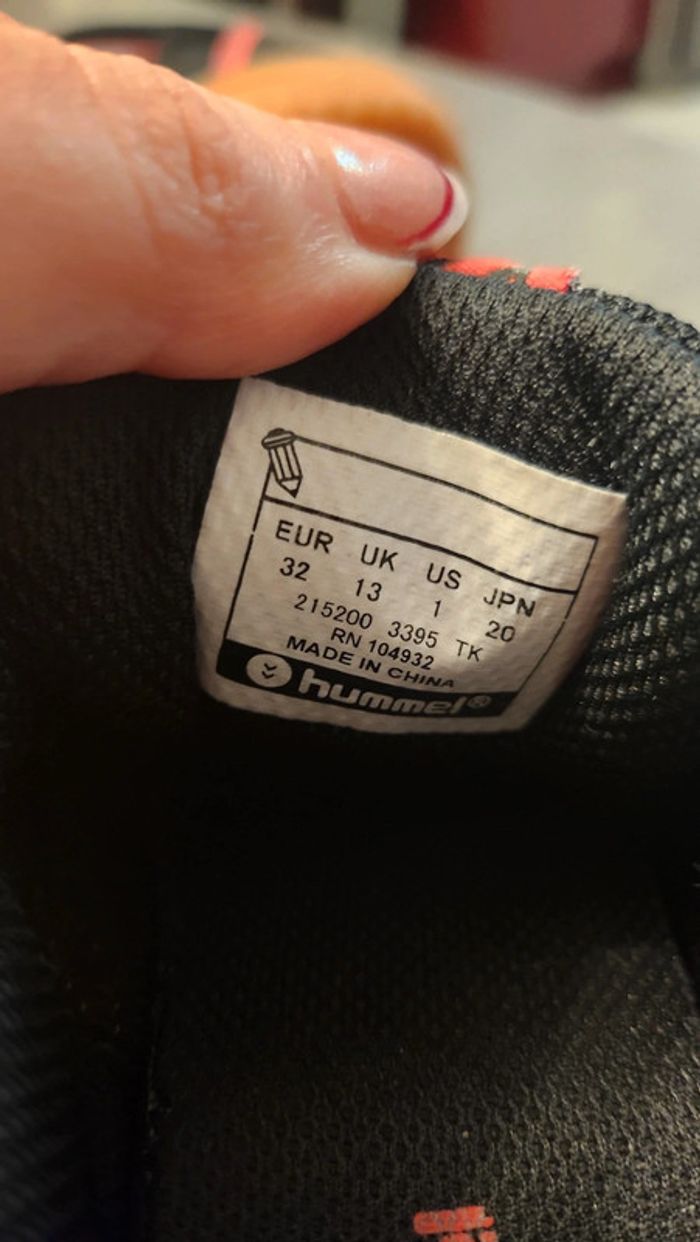 EUR UK US JPN
32 13 1 20
215200 3395 TK
RN 104932
MADE IN CHINA
hummel®